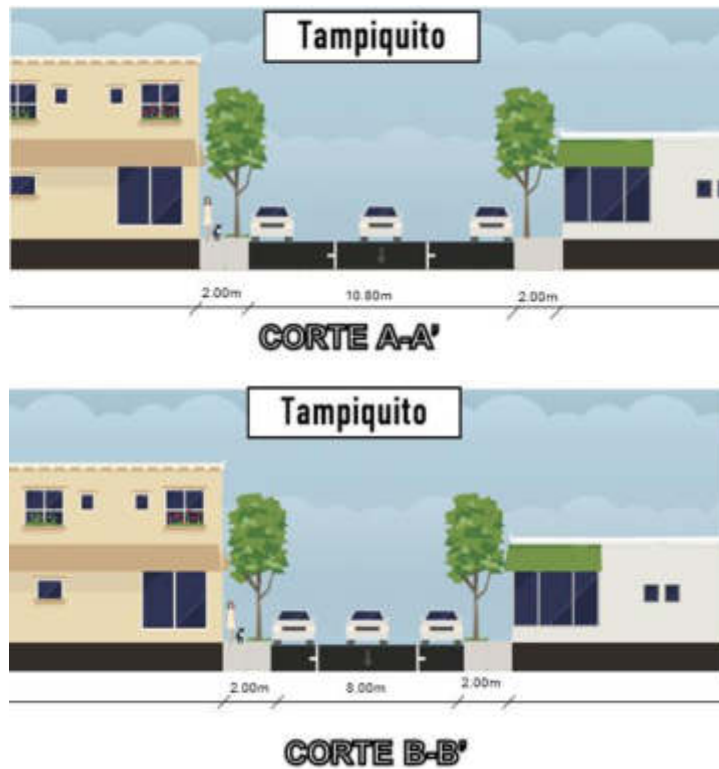 Tampiquito
2.00m 10.80m 2.00m
CORTE A-A'
Tampiquito
2.00m 8.00m 2.00m
CORTE B-B'